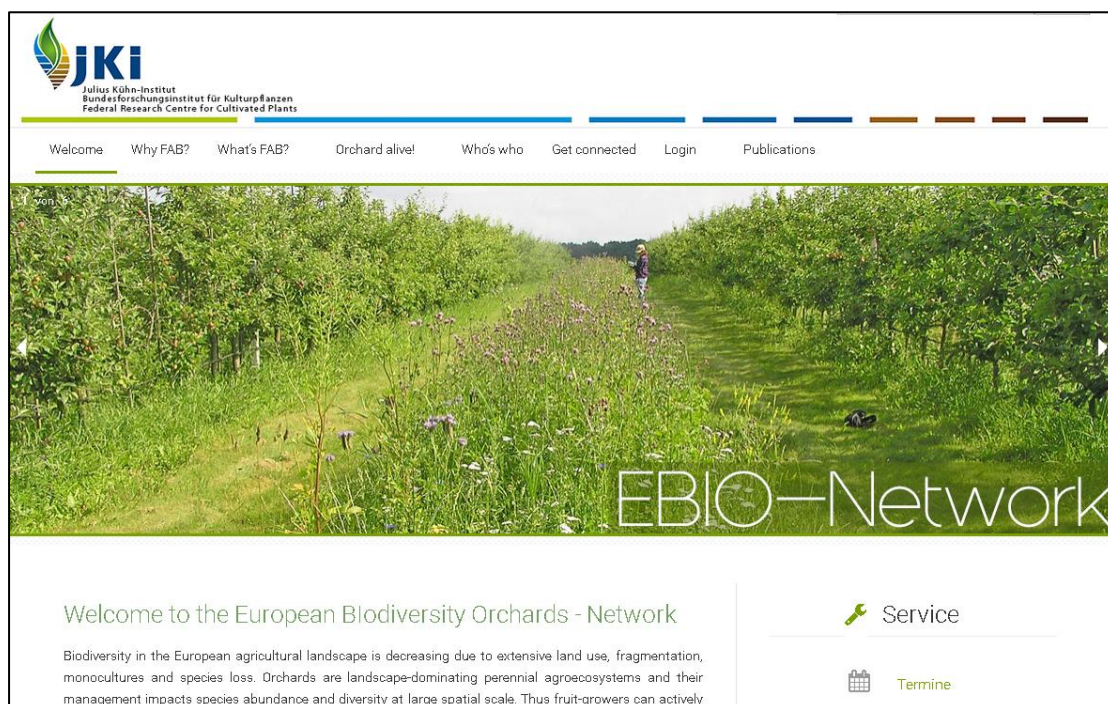 JKI
Julius Kühn-Institut
Bundesforschungsinstitut für Kulturpflanzen
Federal Research Centre for Cultivated Plants
Welcome Why FAB? What's FAB? Orchard alive! Who's who Get connected Login Publications
1 von 5
EBIO-Network
Welcome to the European BIodiversity Orchards - Network
Biodiversity in the European agricultural landscape is decreasing due to extensive land use, fragmentation,
monocultures and species loss. Orchards are landscape-dominating perennial agroecosystems and their
management impacts species abundance and diversity at large spatial scale. Thus fruit-growers can actively
Service
Termine